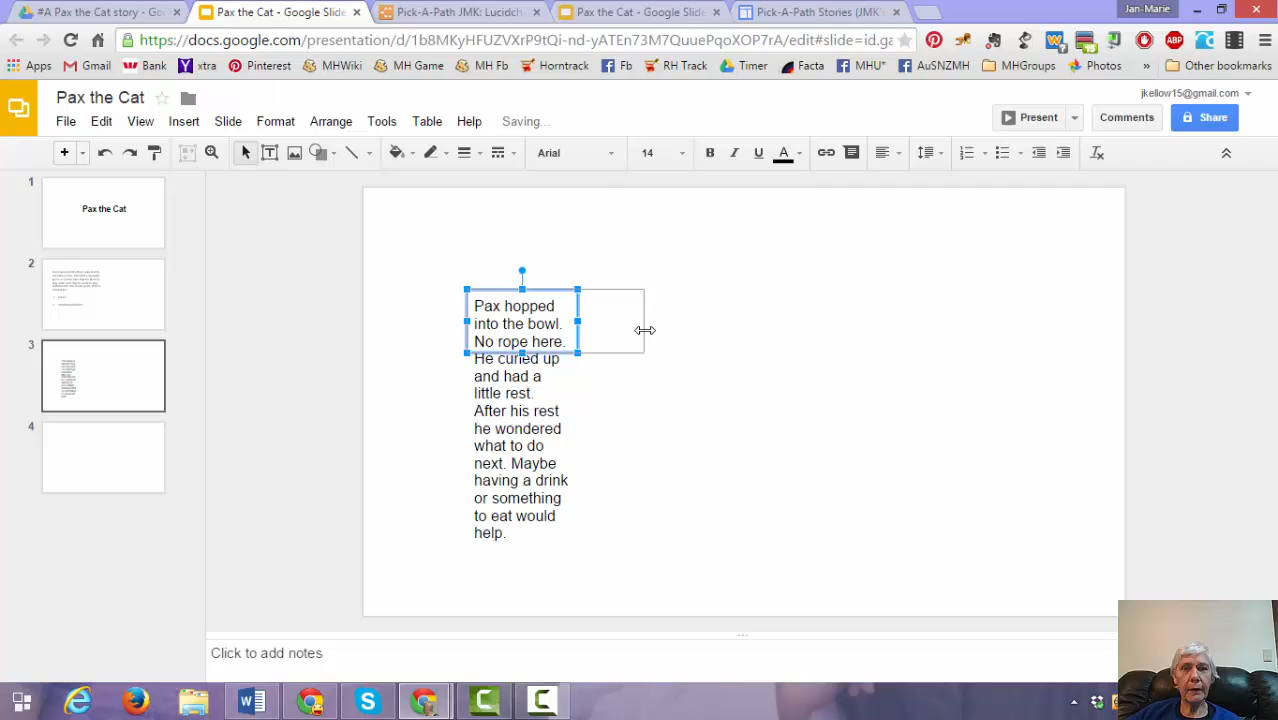 #A Pax the Cat story - Go
Pax the Cat - Google Slide
Pick-A-Path JMK: Lucidch
Pax the Cat - Google Slide
Pick-A-Path Stories (JMK'
Jan-Marie
https://docs.google.com/presentation/d/1b8MKyHFUZVXrP9tQi-nd-yATEn73M7QuuePqoXOP7rA/edit#slide=id.ga
Apps
Gmail
Bank
xtra
Pinterest
MHWiki
MH Game
MH Fb
Horntrack
Fb
RH Track
Timer
Facta
MHU*
AuSNZMH
MHGroups
Photos
»
Other bookmarks
Pax the Cat
jkellow15@gmail.com
File
Edit
View
Insert
Slide
Format
Arrange
Tools
Table
Help
Saving...
Present
Comments
Share
Arial
14
B
I
U
A
1
Pax the Cat
2
3
4
Pax hopped
into the bowl.
No rope here.
He curled up
and had a
little rest.
After his rest
he wondered
what to do
next. Maybe
having a drink
or something
to eat would
help.
Click to add notes